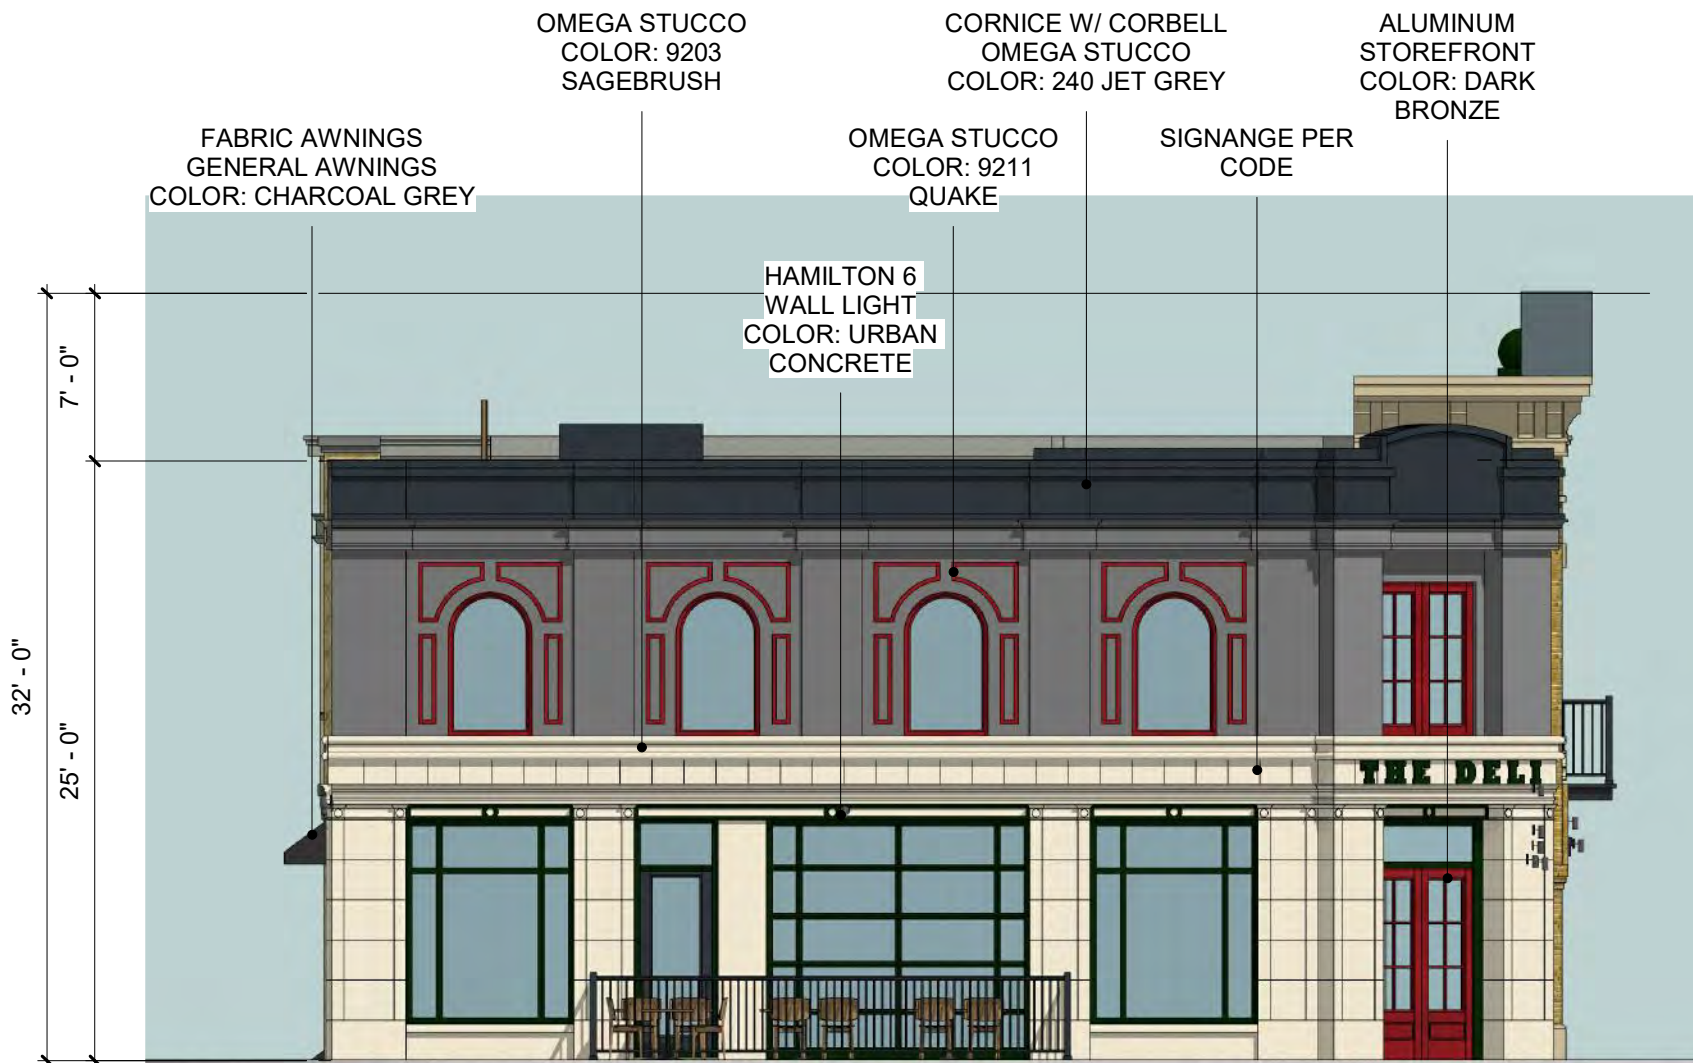 OMEGA STUCCO
COLOR: 9203
SAGEBRUSH
CORNICE W/ CORBELL
OMEGA STUCCO
COLOR: 240 JET GREY
ALUMINUM
STOREFRONT
COLOR: DARK
BRONZE
FABRIC AWNINGS
GENERAL AWNINGS
COLOR: CHARCOAL GREY
OMEGA STUCCO
COLOR: 9211
QUAKE
SIGNANGE PER
CODE
HAMILTON 6
WALL LIGHT
COLOR: URBAN
CONCRETE
7' - 0"
32' - 0"
25' - 0"
THE DELI